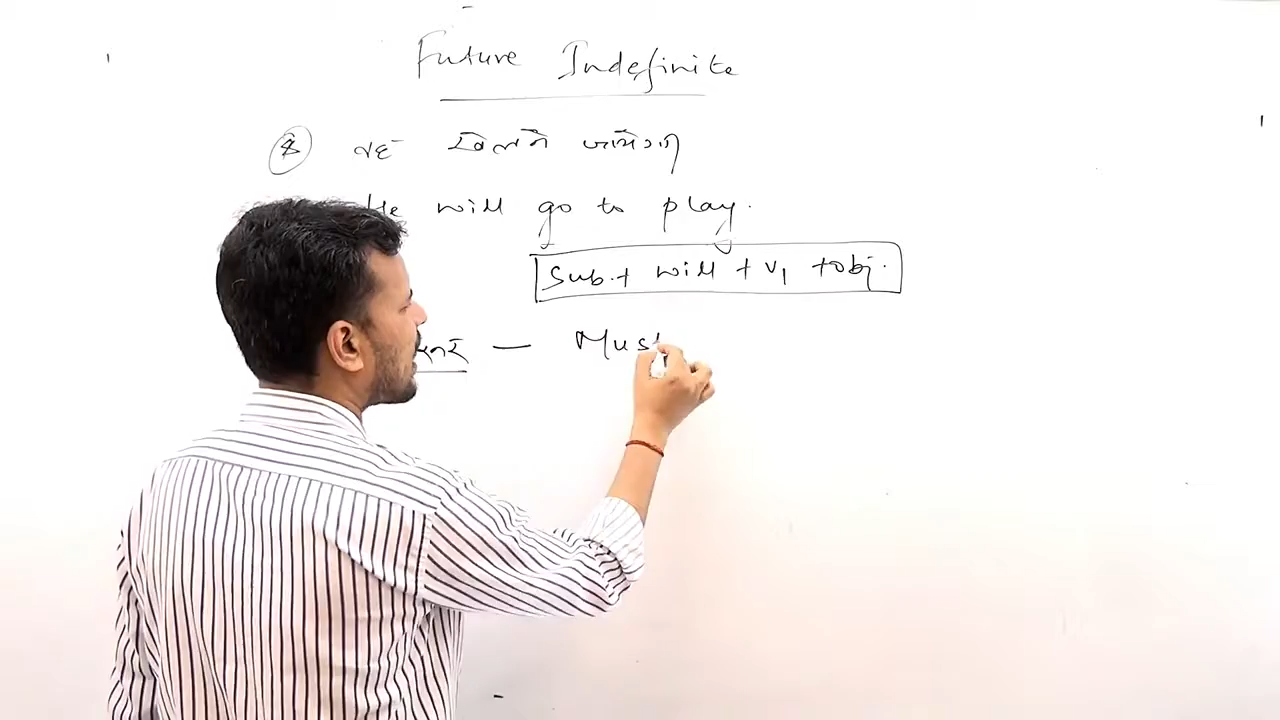 Future Indefinite
वह खेलने जायेगा
He will go to play.
Sub. + will + V1 + obj.
— Must